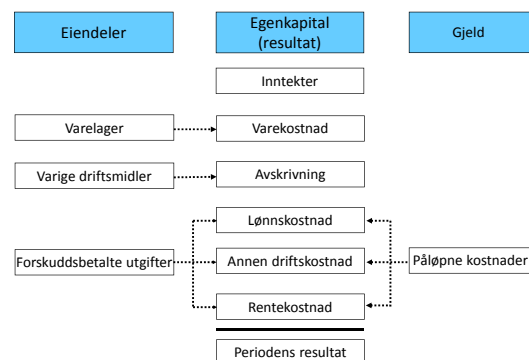 Eiendeler
Egenkapital
(resultat)
Gjeld
Inntekter
Varelager
Varekostnad
Varige driftsmidler
Avskrivning
Lønnskostnad
Forskuddsbetalte utgifter
Annen driftskostnad
Påløpne kostnader
Rentekostnad
Periodens resultat